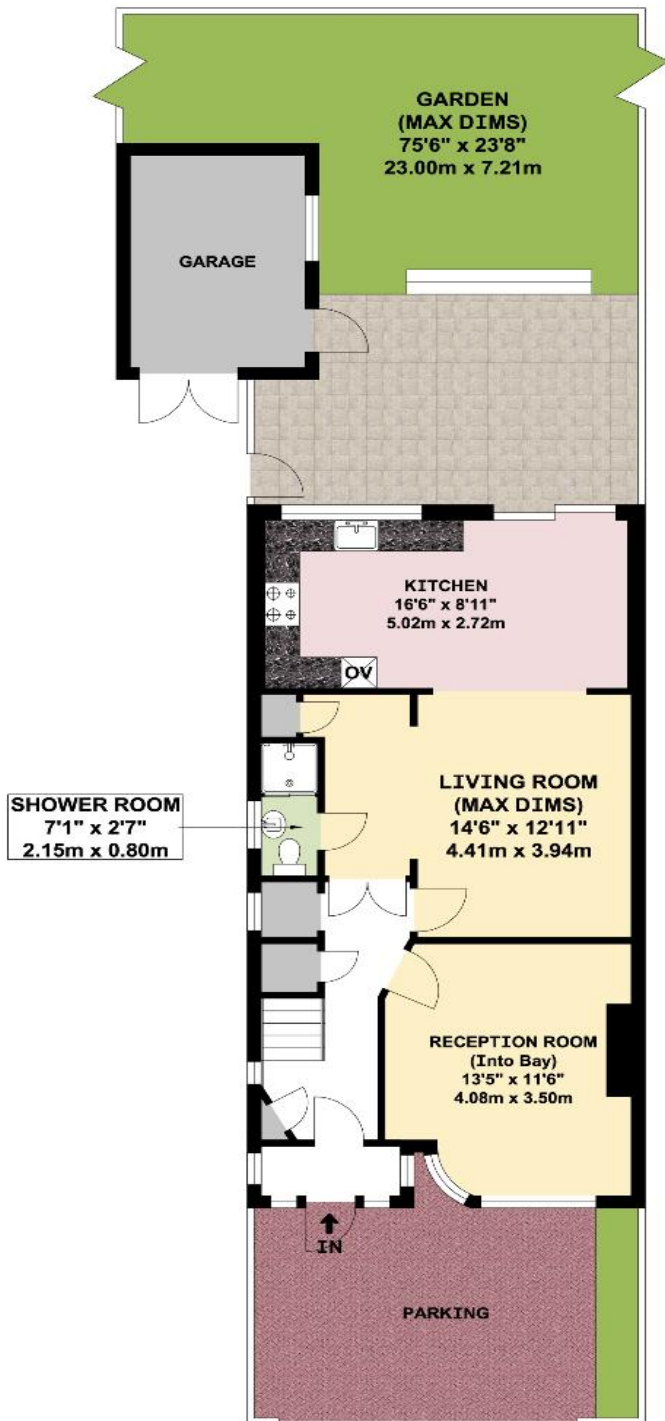 GARDEN
(MAX DIMS)
75'6" x 23'8"
23.00m x 7.21m
GARAGE
KITCHEN
16'6" x 8'11"
5.02m x 2.72m
OV
LIVING ROOM
(MAX DIMS)
14'6" x 12'11"
4.41m x 3.94m
SHOWER ROOM
7'1" x 2'7"
2.15m x 0.80m
RECEPTION ROOM
(Into Bay)
13'5" x 11'6"
4.08m x 3.50m
IN
PARKING